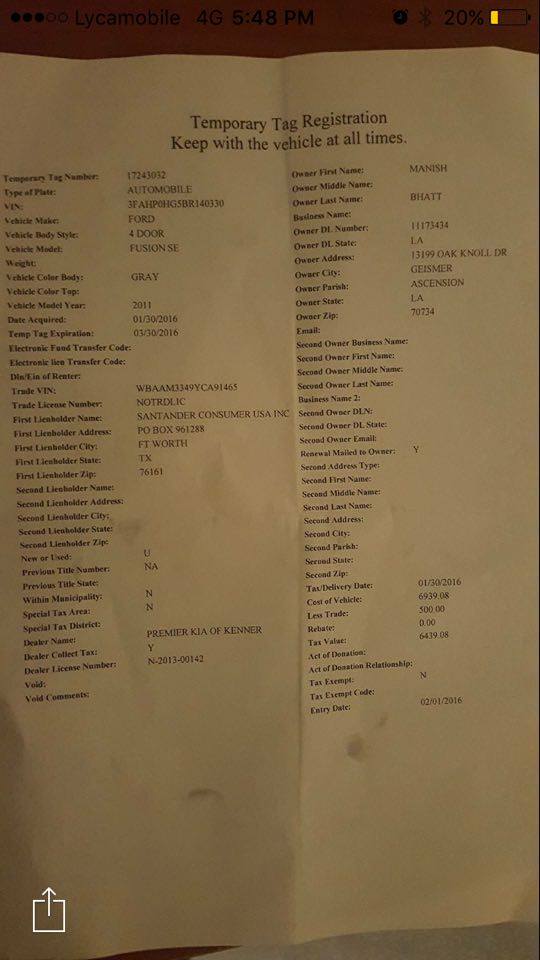 Lycamobile 4G 5:48 PM 20%
Temporary Tag Registration
Keep with the vehicle at all times.
Temporary Tag Number: 17243032
Type of Plate: AUTOMOBILE
VIN: 3FAHP0HG5BR140330
Vehicle Make: FORD
Vehicle Body Style: 4 DOOR
Vehicle Model: FUSION SE
Weight:
Vehicle Color Body: GRAY
Vehicle Color Top:
Vehicle Model Year: 2011
Date Acquired: 01/30/2016
Temp Tag Expiration: 03/30/2016
Electronic Fund Transfer Code:
Electronic lien Transfer Code:
Dln/Ein of Renter:
Trade VIN: WBAAM3349YCA91465
Trade License Number: NOTRDLIC
First Lienholder Name: SANTANDER CONSUMER USA INC
First Lienholder Address: PO BOX 961288
First Lienholder City: FT WORTH
First Lienholder State: TX
First Lienholder Zip: 76161
Second Lienholder Name:
Second Lienholder Address:
Second Lienholder City:
Second Lienholder State:
Second Lienholder Zip:
New or Used: U
Previous Title Number: NA
Previous Title State:
Within Municipality: N
Special Tax Area: N
Special Tax District:
Dealer Name: PREMIER KIA OF KENNER
Dealer Collect Tax: Y
Dealer License Number: N-2013-00142
Void:
Void Comments:
Owner First Name: MANISH
Owner Middle Name:
Owner Last Name: BHATT
Business Name:
Owner DL Number: 11173434
Owner DL State: LA
Owner Address: 13199 OAK KNOLL DR
Owner City: GEISMER
Owner Parish: ASCENSION
Owner State: LA
Owner Zip: 70734
Email:
Second Owner Business Name:
Second Owner First Name:
Second Owner Middle Name:
Second Owner Last Name:
Business Name 2:
Second Owner DLN:
Second Owner DL State:
Second Owner Email:
Renewal Mailed to Owner: Y
Second Address Type:
Second First Name:
Second Middle Name:
Second Last Name:
Second Address:
Second City:
Second Parish:
Second State:
Second Zip:
Tax/Delivery Date: 01/30/2016
Cost of Vehicle: 6939.08
Less Trade: 500.00
Rebate: 0.00
Tax Value: 6439.08
Act of Donation:
Act of Donation Relationship:
Tax Exempt: N
Tax Exempt Code:
Entry Date: 02/01/2016